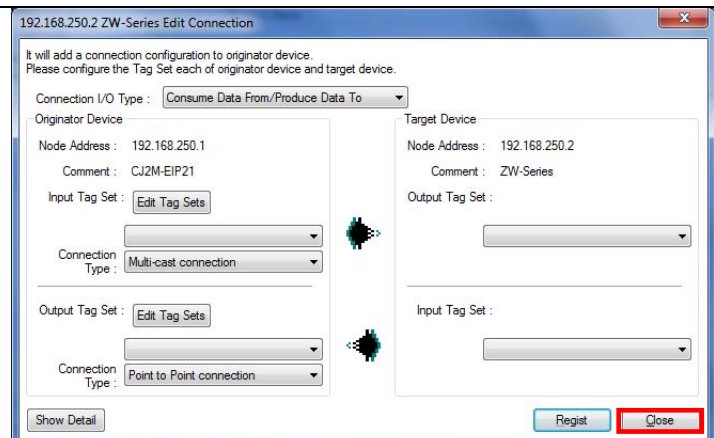 192.168.250.2 ZW-Series Edit Connection
It will add a connection configuration to originator device.
Please configure the Tag Set each of originator device and target device.
Connection I/O Type : Consume Data From/Produce Data To
Originator Device
Node Address : 192.168.250.1
Comment : CJ2M-EIP21
Input Tag Set : Edit Tag Sets
Connection Type : Multi-cast connection
Output Tag Set : Edit Tag Sets
Connection Type : Point to Point connection
Target Device
Node Address : 192.168.250.2
Comment : ZW-Series
Output Tag Set :
Input Tag Set :
Show Detail
Regist
Close